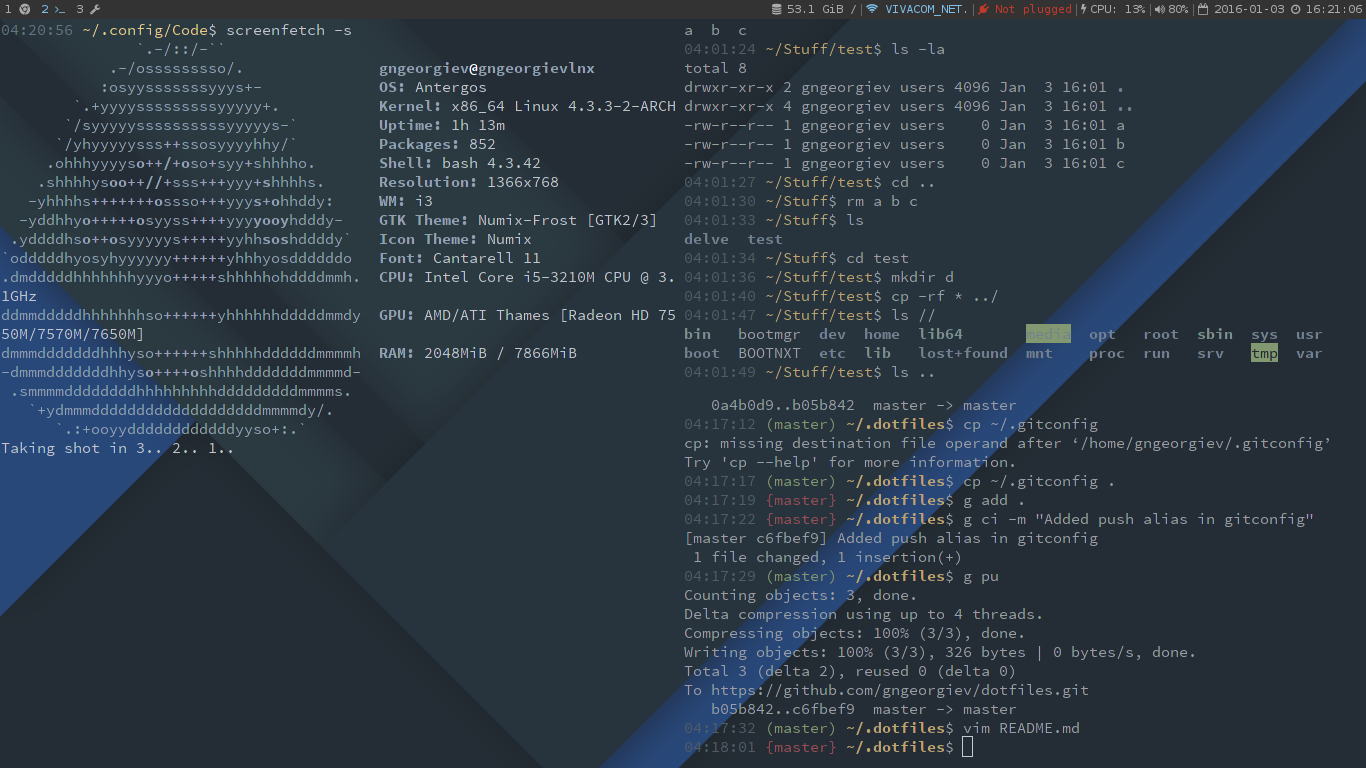 1 2 >_ 3 53.1 GiB / | VIVACOM_NET. | Not plugged | CPU: 13% | 80% | 2016-01-03 16:21:06
04:20:56 ~/.config/Code$ screenfetch -s
`.-/::/-``
.-/osssssssso/.
gngeorgiev@gngeorgievlnx
:osyysssssssyyys+-
OS: Antergos
`.+yyyysssssssssyyyyy+.
Kernel: x86_64 Linux 4.3.3-2-ARCH
`/syyyyyssssssssssyyyyys-`
Uptime: 1h 13m
`/yhyyyyysss++ssosyyyyhhy/`
Packages: 852
.ohhhyyyyso++/+oso+syy+shhhho.
Shell: bash 4.3.42
.shhhhysoo++//+sss+++yyy+shhhhs.
Resolution: 1366x768
-yhhhhs+++++++ossso+++yyys+ohhddy:
WM: i3
-yddhhyo+++++osyyss++++yyyyooyhdddy-
GTK Theme: Numix-Frost [GTK2/3]
.yddddhso++osyyyyys+++++yyhhsoshddddy`
Icon Theme: Numix
`odddddhyosyhyyyyyy++++++yhhhyosddddddo
Font: Cantarell 11
.dmdddddhhhhhhhyyyo+++++shhhhhohddddmmh.
CPU: Intel Core i5-3210M CPU @ 3.
1GHz
ddmmdddddhhhhhhhso++++++yhhhhhhdddddmmdy
GPU: AMD/ATI Thames [Radeon HD 75
50M/7570M/7650M]
dmmmdddddddhhhyso++++++shhhhhddddddmmmmh
RAM: 2048MiB / 7866MiB
-dmmmdddddddhhyso++++oshhhhdddddddmmmmd-
.smmmmddddddddhhhhhhhhhdddddddddmmmms.
`+ydmmmdddddddddddddddddddmmmmdy/.
`.:+ooyyddddddddddddyyso+:.`
Taking shot in 3.. 2.. 1..
a b c
04:01:24 ~/Stuff/test$ ls -la
total 8
drwxr-xr-x 2 gngeorgiev users 4096 Jan 3 16:01 .
drwxr-xr-x 4 gngeorgiev users 4096 Jan 3 16:01 ..
-rw-r--r-- 1 gngeorgiev users 0 Jan 3 16:01 a
-rw-r--r-- 1 gngeorgiev users 0 Jan 3 16:01 b
-rw-r--r-- 1 gngeorgiev users 0 Jan 3 16:01 c
04:01:27 ~/Stuff/test$ cd ..
04:01:30 ~/Stuff$ rm a b c
04:01:33 ~/Stuff$ ls
delve test
04:01:34 ~/Stuff$ cd test
04:01:36 ~/Stuff/test$ mkdir d
04:01:40 ~/Stuff/test$ cp -rf * ../
04:01:47 ~/Stuff/test$ ls //
bin bootmgr dev home lib64 media opt root sbin sys usr
boot BOOTNXT etc lib lost+found mnt proc run srv tmp var
04:01:49 ~/Stuff/test$ ls ..
0a4b0d9..b05b842 master -> master
04:17:12 (master) ~/.dotfiles$ cp ~/.gitconfig
cp: missing destination file operand after ‘/home/gngeorgiev/.gitconfig’
Try 'cp --help' for more information.
04:17:17 (master) ~/.dotfiles$ cp ~/.gitconfig .
04:17:19 {master} ~/.dotfiles$ g add .
04:17:22 {master} ~/.dotfiles$ g ci -m "Added push alias in gitconfig"
[master c6fbef9] Added push alias in gitconfig
1 file changed, 1 insertion(+)
04:17:29 (master) ~/.dotfiles$ g pu
Counting objects: 3, done.
Delta compression using up to 4 threads.
Compressing objects: 100% (3/3), done.
Writing objects: 100% (3/3), 326 bytes | 0 bytes/s, done.
Total 3 (delta 2), reused 0 (delta 0)
To https://github.com/gngeorgiev/dotfiles.git
b05b842..c6fbef9 master -> master
04:17:32 (master) ~/.dotfiles$ vim README.md
04:18:01 {master} ~/.dotfiles$